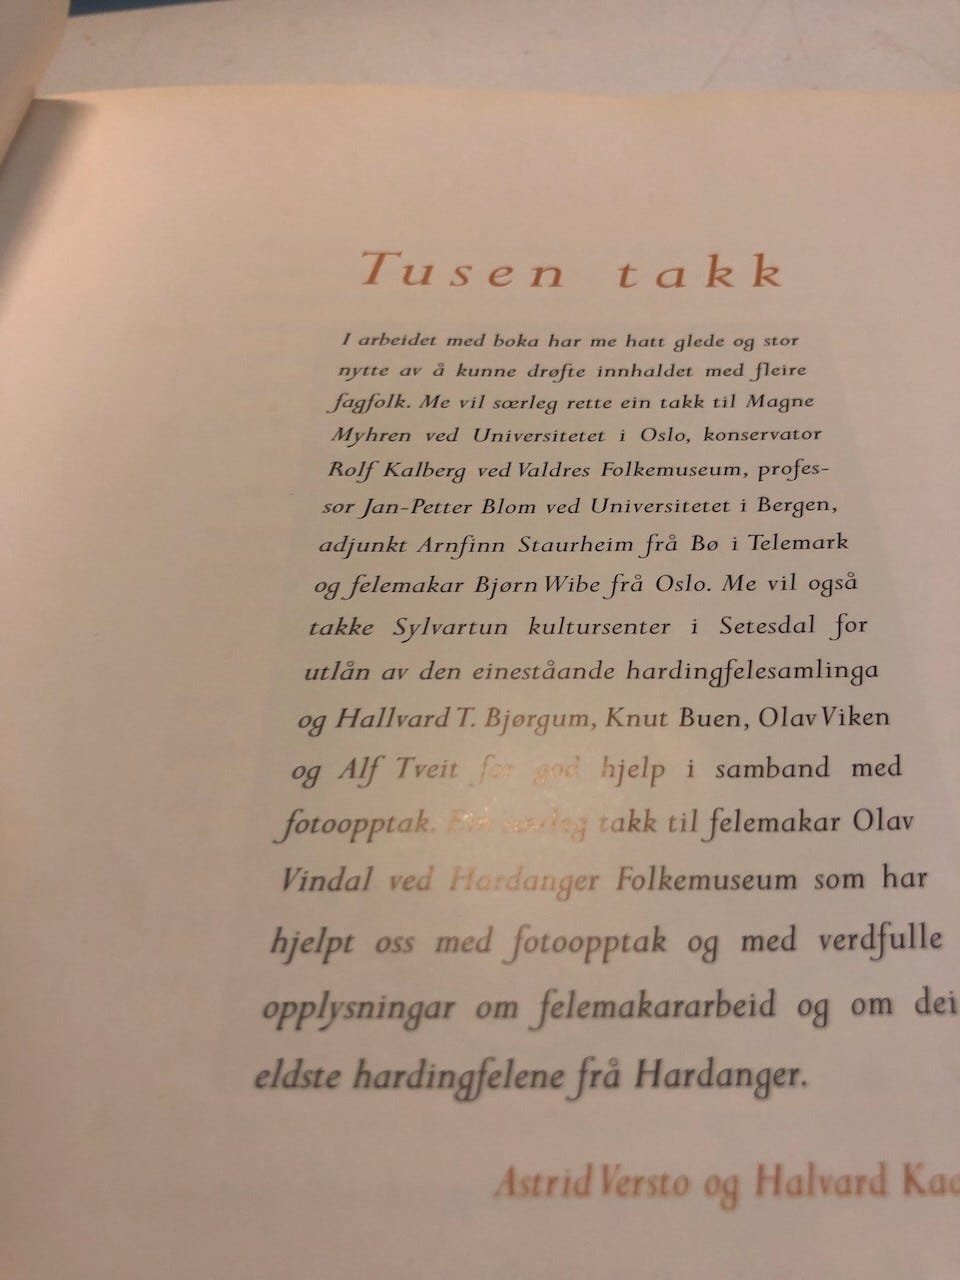 Tusen takk
I arbeidet med boka har me hatt glede og stor
nytte av å kunne drøfte innhaldet med fleire
fagfolk. Me vil særleg rette ein takk til Magne
Myhren ved Universitetet i Oslo, konservator
Rolf Kalberg ved Valdres Folkemuseum, profes-
sor Jan-Petter Blom ved Universitetet i Bergen,
adjunkt Arnfinn Staurheim frå Bø i Telemark
og felemakar Bjørn Wibe frå Oslo. Me vil også
takke Sylvartun kultursenter i Setesdal for
utlån av den eineståande hardingfelesamlinga
og Hallvard T. Bjørgum, Knut Buen, Olav Viken
og Alf Tveit for god hjelp i samband med
fotoopptak. Ein særleg takk til felemakar Olav
Vindal ved Hardanger Folkemuseum som har
hjelpt oss med fotoopptak og med verdfulle
opplysningar om felemakararbeid og om dei
eldste hardingfelene frå Hardanger.
Astrid Versto og Halvard